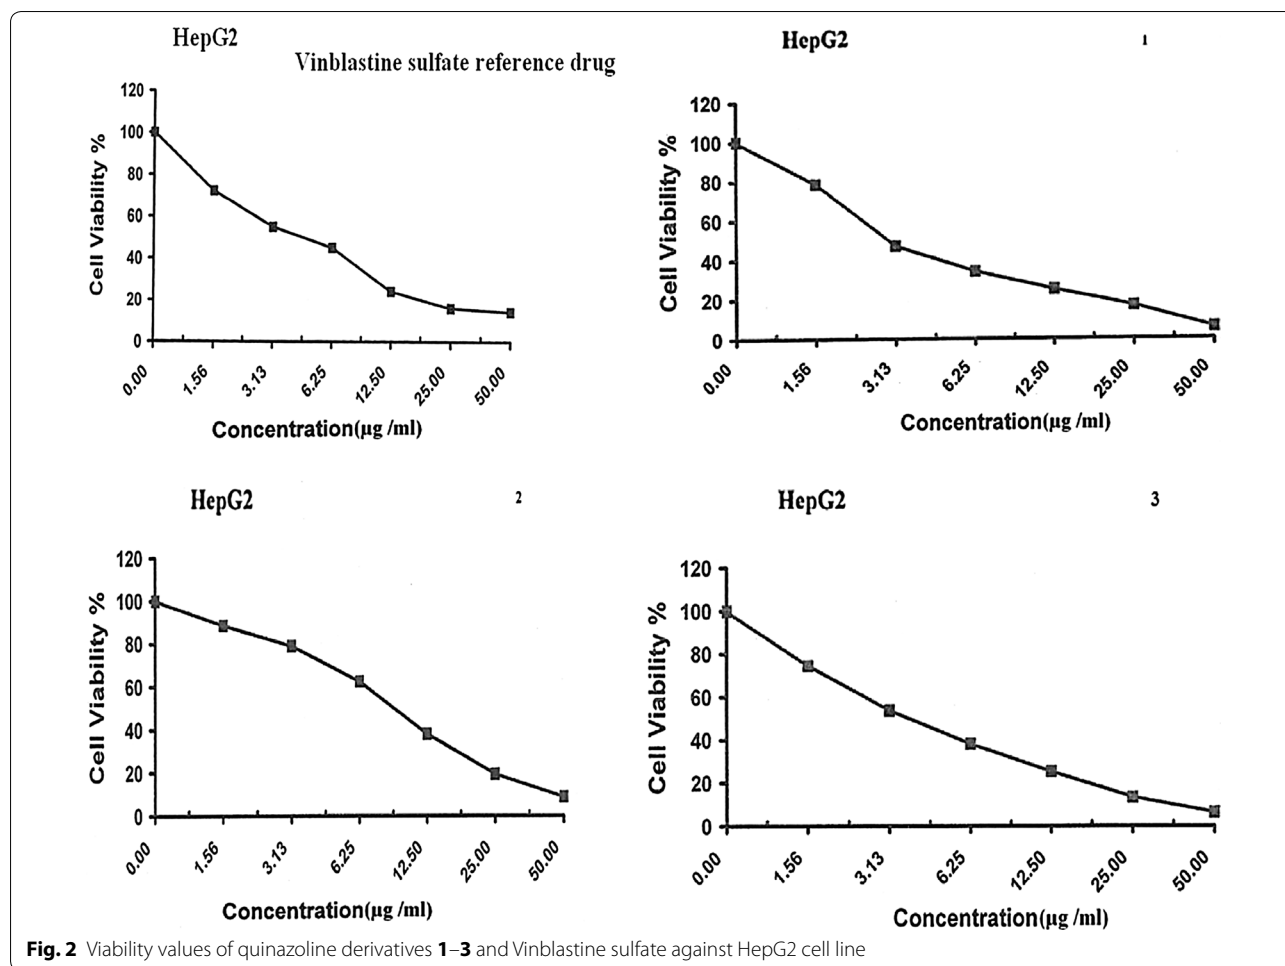 HepG2
Vinblastine sulfate reference drug
120
100
80
60
40
20
0
Cell Viability %
0.00 1.56 3.13 6.25 12.50 25.00 50.00
Concentration(µg /ml)
HepG2 1
120
100
80
60
40
20
0
Cell Viability %
0.00 1.56 3.13 6.25 12.50 25.00 50.00
Concentration(µg /ml)
HepG2 2
120
100
80
60
40
20
0
Cell Viability %
0.00 1.56 3.13 6.25 12.50 25.00 50.00
Concentration(µg /ml)
HepG2 3
120
100
80
60
40
20
0
Cell Viability %
0.00 1.56 3.13 6.25 12.50 25.00 50.00
Concentration(µg /ml)
Fig. 2 Viability values of quinazoline derivatives 1–3 and Vinblastine sulfate against HepG2 cell line